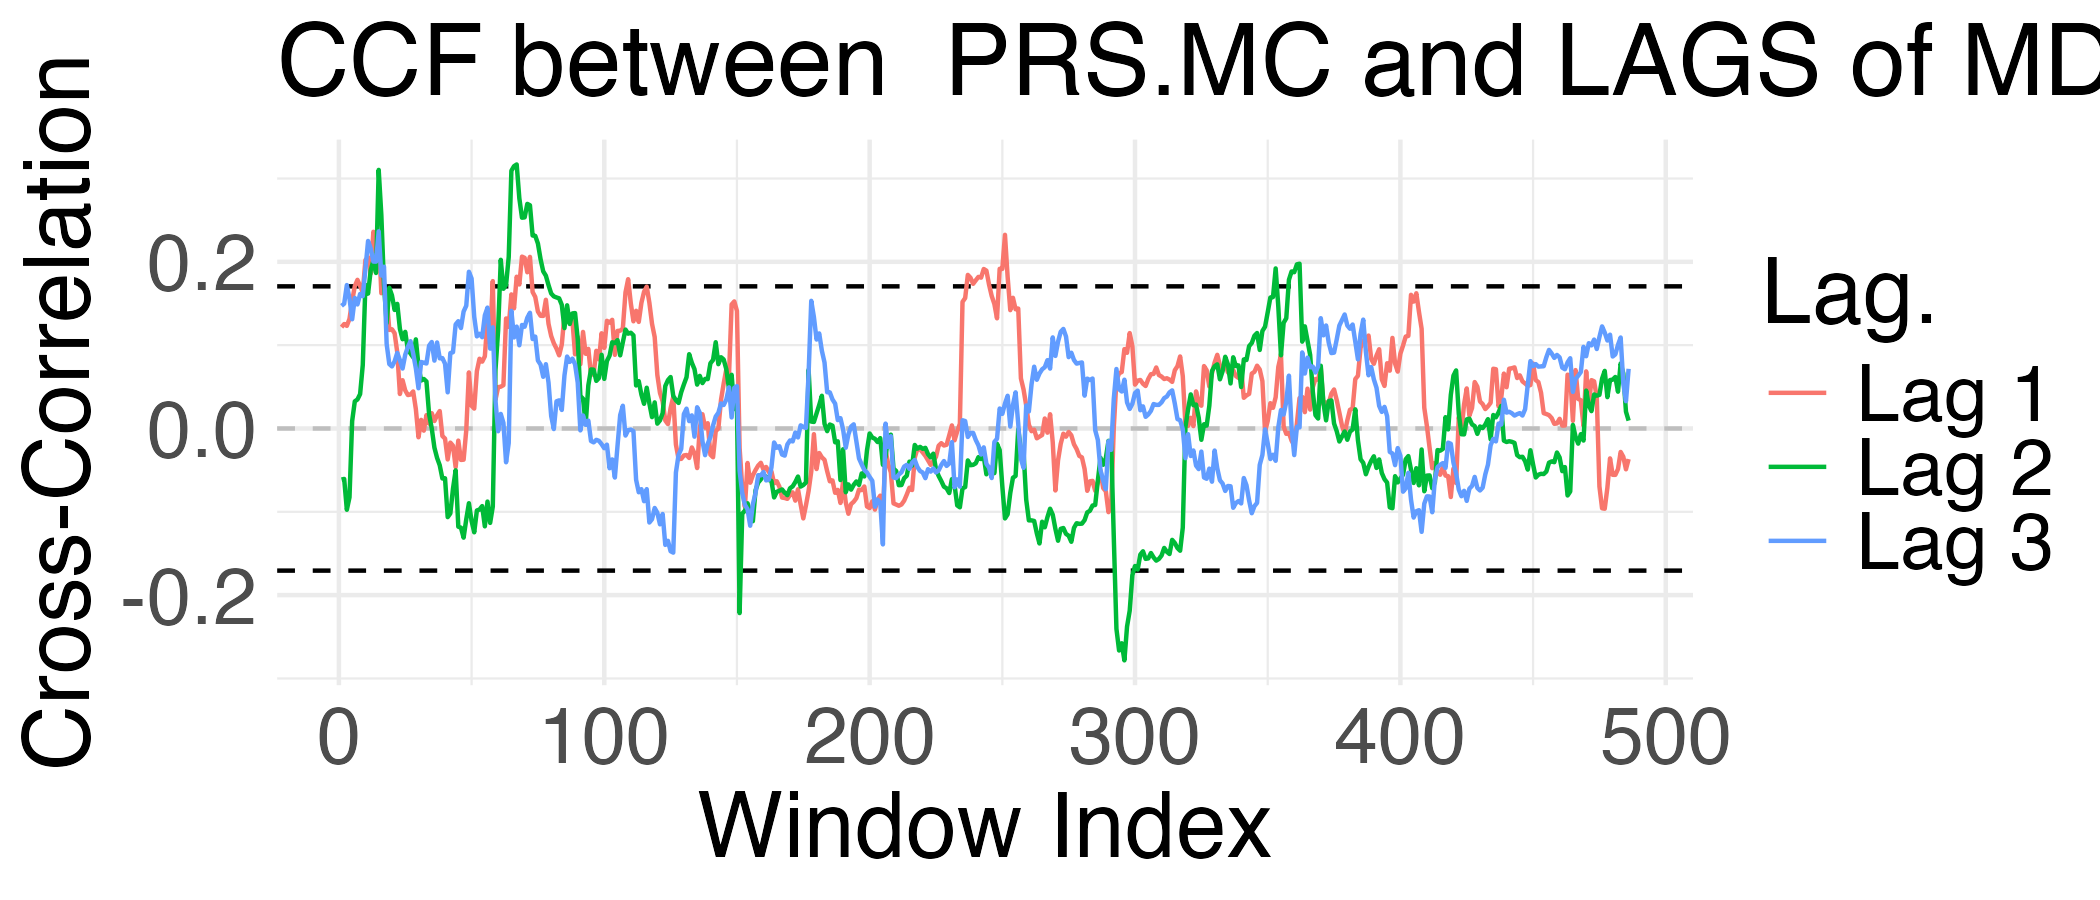 CCF between  PRS.MC and LAGS of MD
Cross-Correlation
0.2
0.0
-0.2
0
100
200
300
400
500
Window Index
Lag.
Lag 1
Lag 2
Lag 3